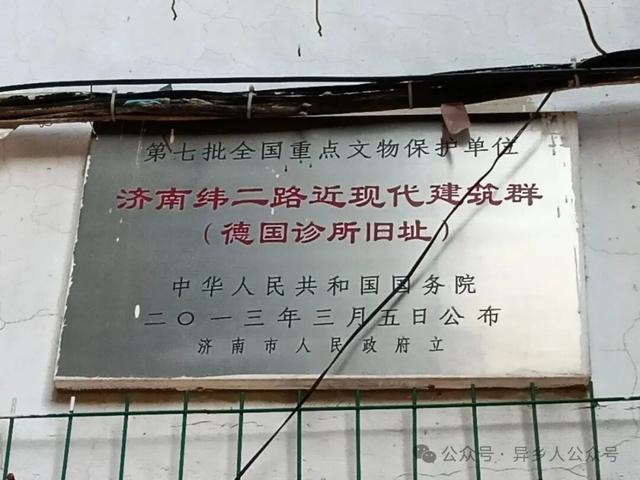 第七批全国重点文物保护单位
济南纬二路近现代建筑群
（德国诊所旧址）
中华人民共和国国务院
二〇一三年三月五日公布
济南市人民政府立
公众号·异乡人公众号